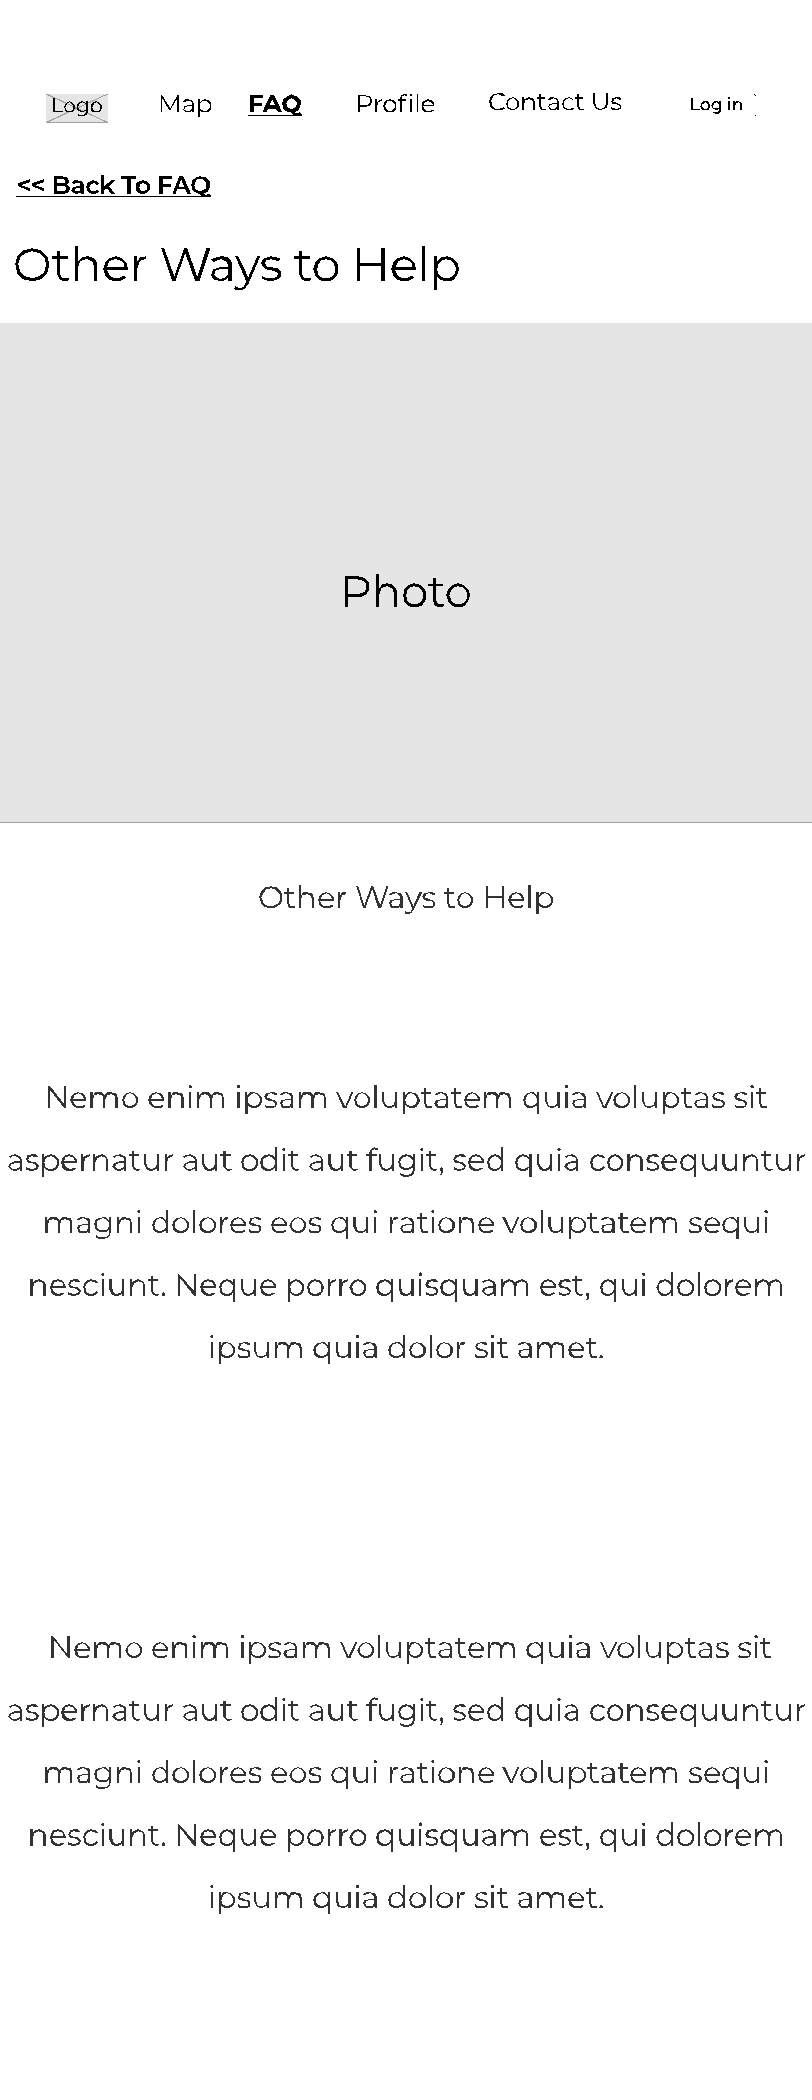 Logo Map FAQ Profile Contact Us Log in
<< Back To FAQ
Other Ways to Help
Photo
Other Ways to Help
Nemo enim ipsam voluptatem quia voluptas sit
aspernatur aut odit aut fugit, sed quia consequuntur
magni dolores eos qui ratione voluptatem sequi
nesciunt. Neque porro quisquam est, qui dolorem
ipsum quia dolor sit amet.
Nemo enim ipsam voluptatem quia voluptas sit
aspernatur aut odit aut fugit, sed quia consequuntur
magni dolores eos qui ratione voluptatem sequi
nesciunt. Neque porro quisquam est, qui dolorem
ipsum quia dolor sit amet.